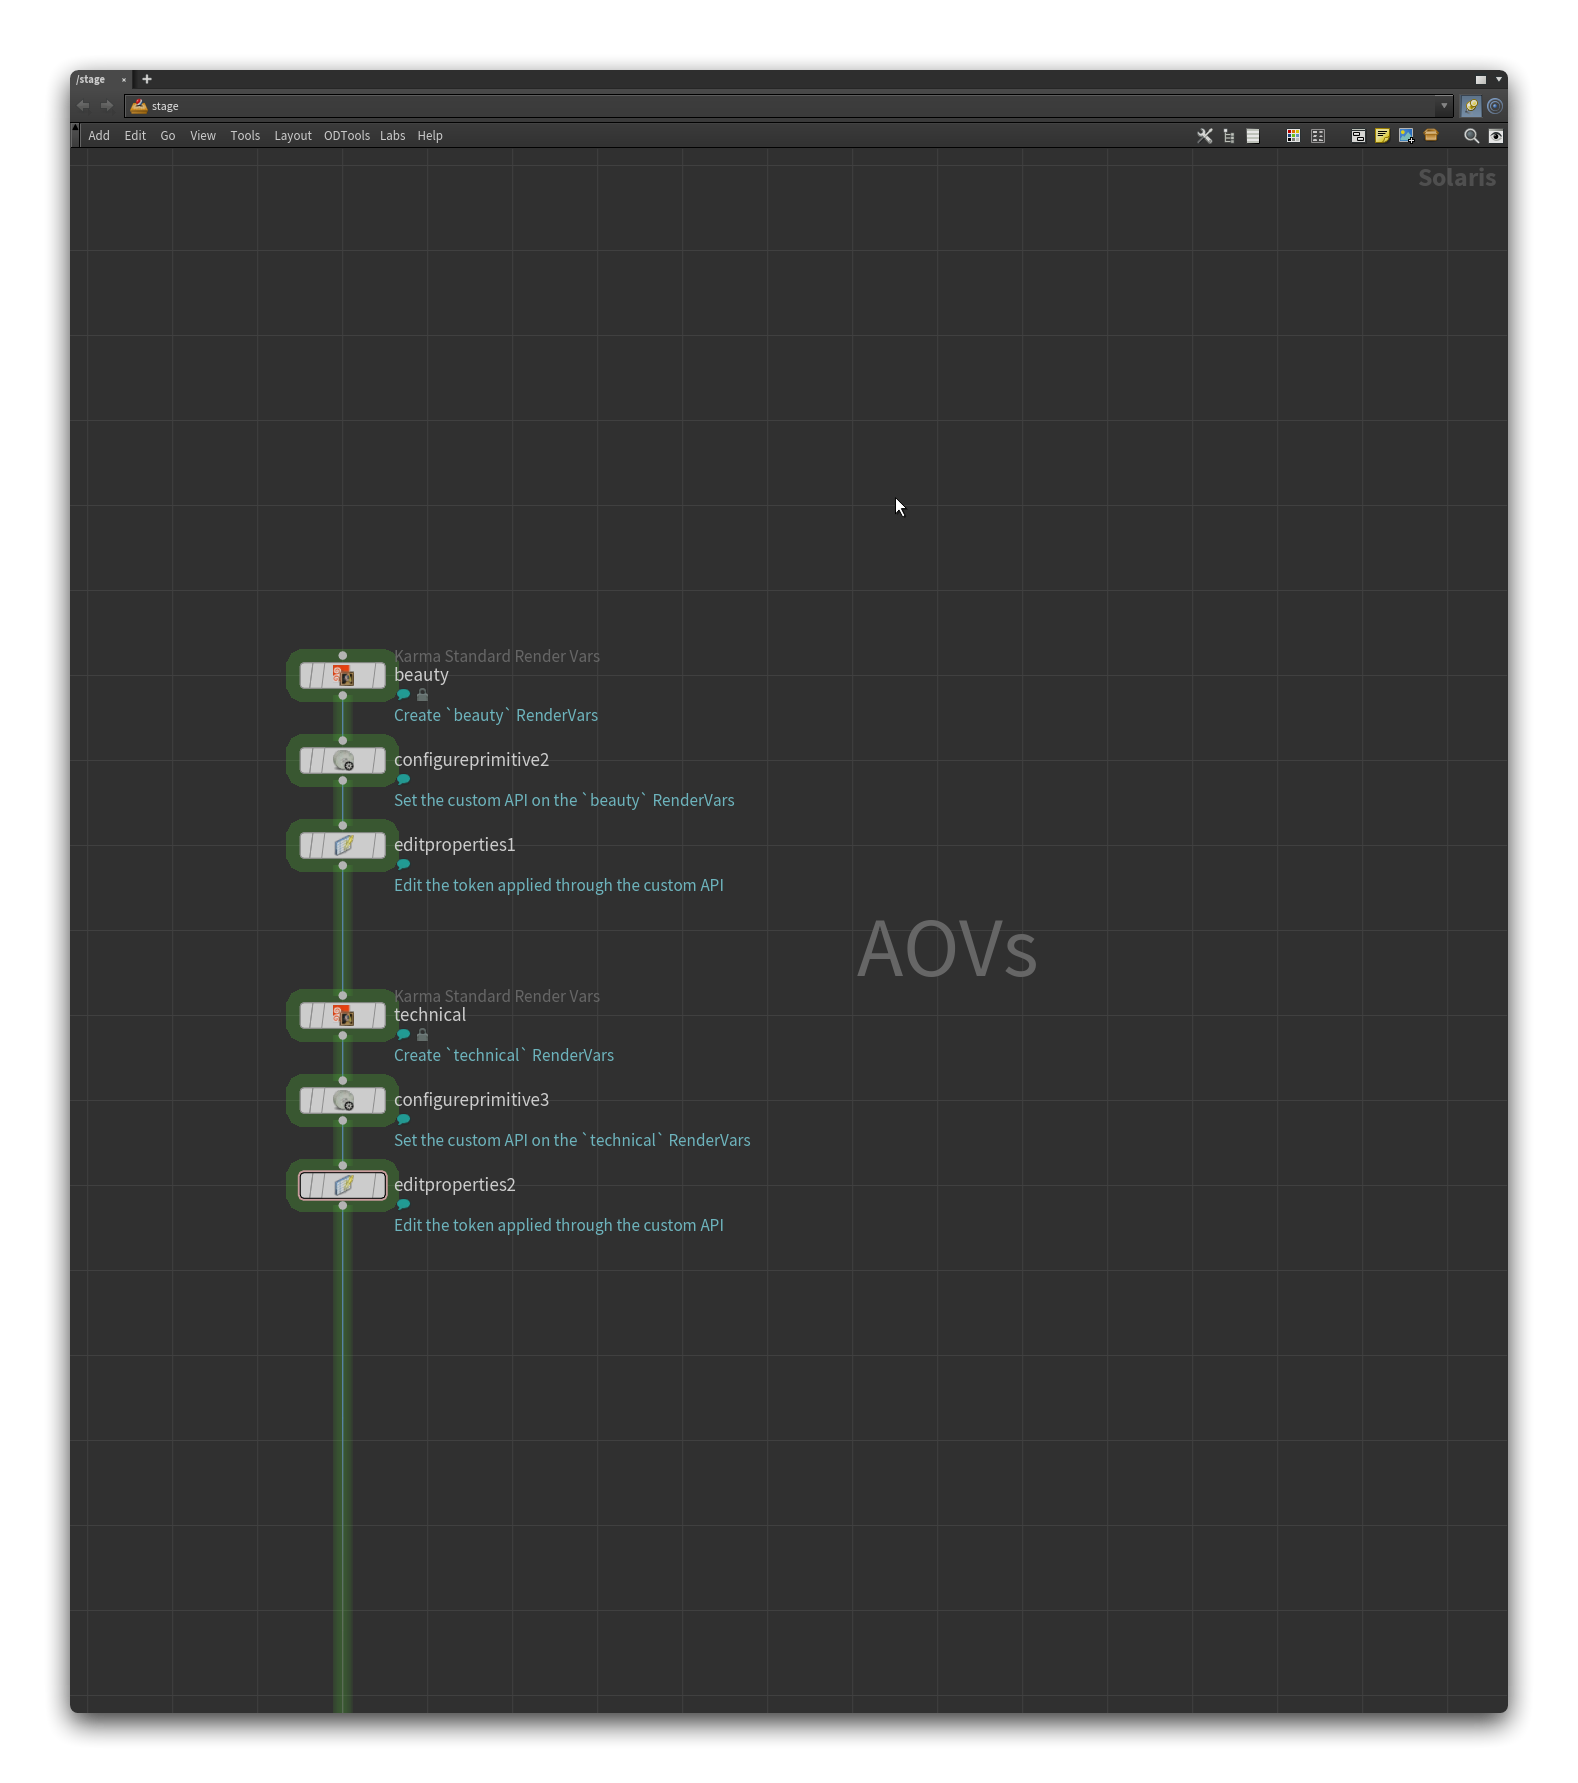 /stage
stage
Add Edit Go View Tools Layout ODTools Labs Help
Solaris
Karma Standard Render Vars
beauty
Create `beauty` RenderVars
configureprimitive2
Set the custom API on the `beauty` RenderVars
editproperties1
Edit the token applied through the custom API
AOVs
Karma Standard Render Vars
technical
Create `technical` RenderVars
configureprimitive3
Set the custom API on the `technical` RenderVars
editproperties2
Edit the token applied through the custom API